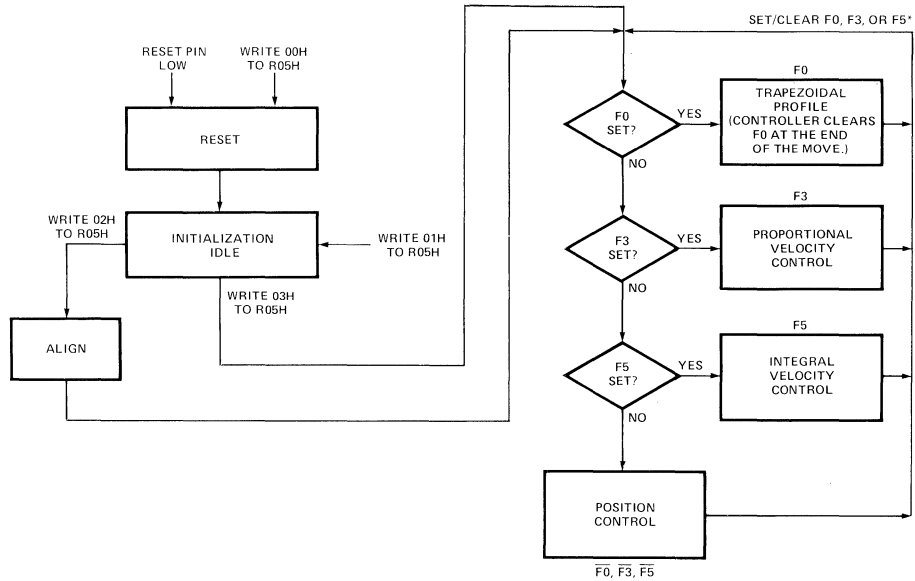 SET/CLEAR F0, F3, OR F5*
RESET PIN
LOW
WRITE 00H
TO R05H
RESET
WRITE 02H
TO R05H
INITIALIZATION
IDLE
WRITE 01H
TO R05H
WRITE 03H
TO R05H
ALIGN
F0
SET?
YES
NO
F0
TRAPEZOIDAL
PROFILE
(CONTROLLER CLEARS
F0 AT THE END
OF THE MOVE.)
F3
SET?
YES
NO
F3
PROPORTIONAL
VELOCITY
CONTROL
F5
SET?
YES
NO
F5
INTEGRAL
VELOCITY
CONTROL
POSITION
CONTROL
F̅0̅, F̅3̅, F̅5̅